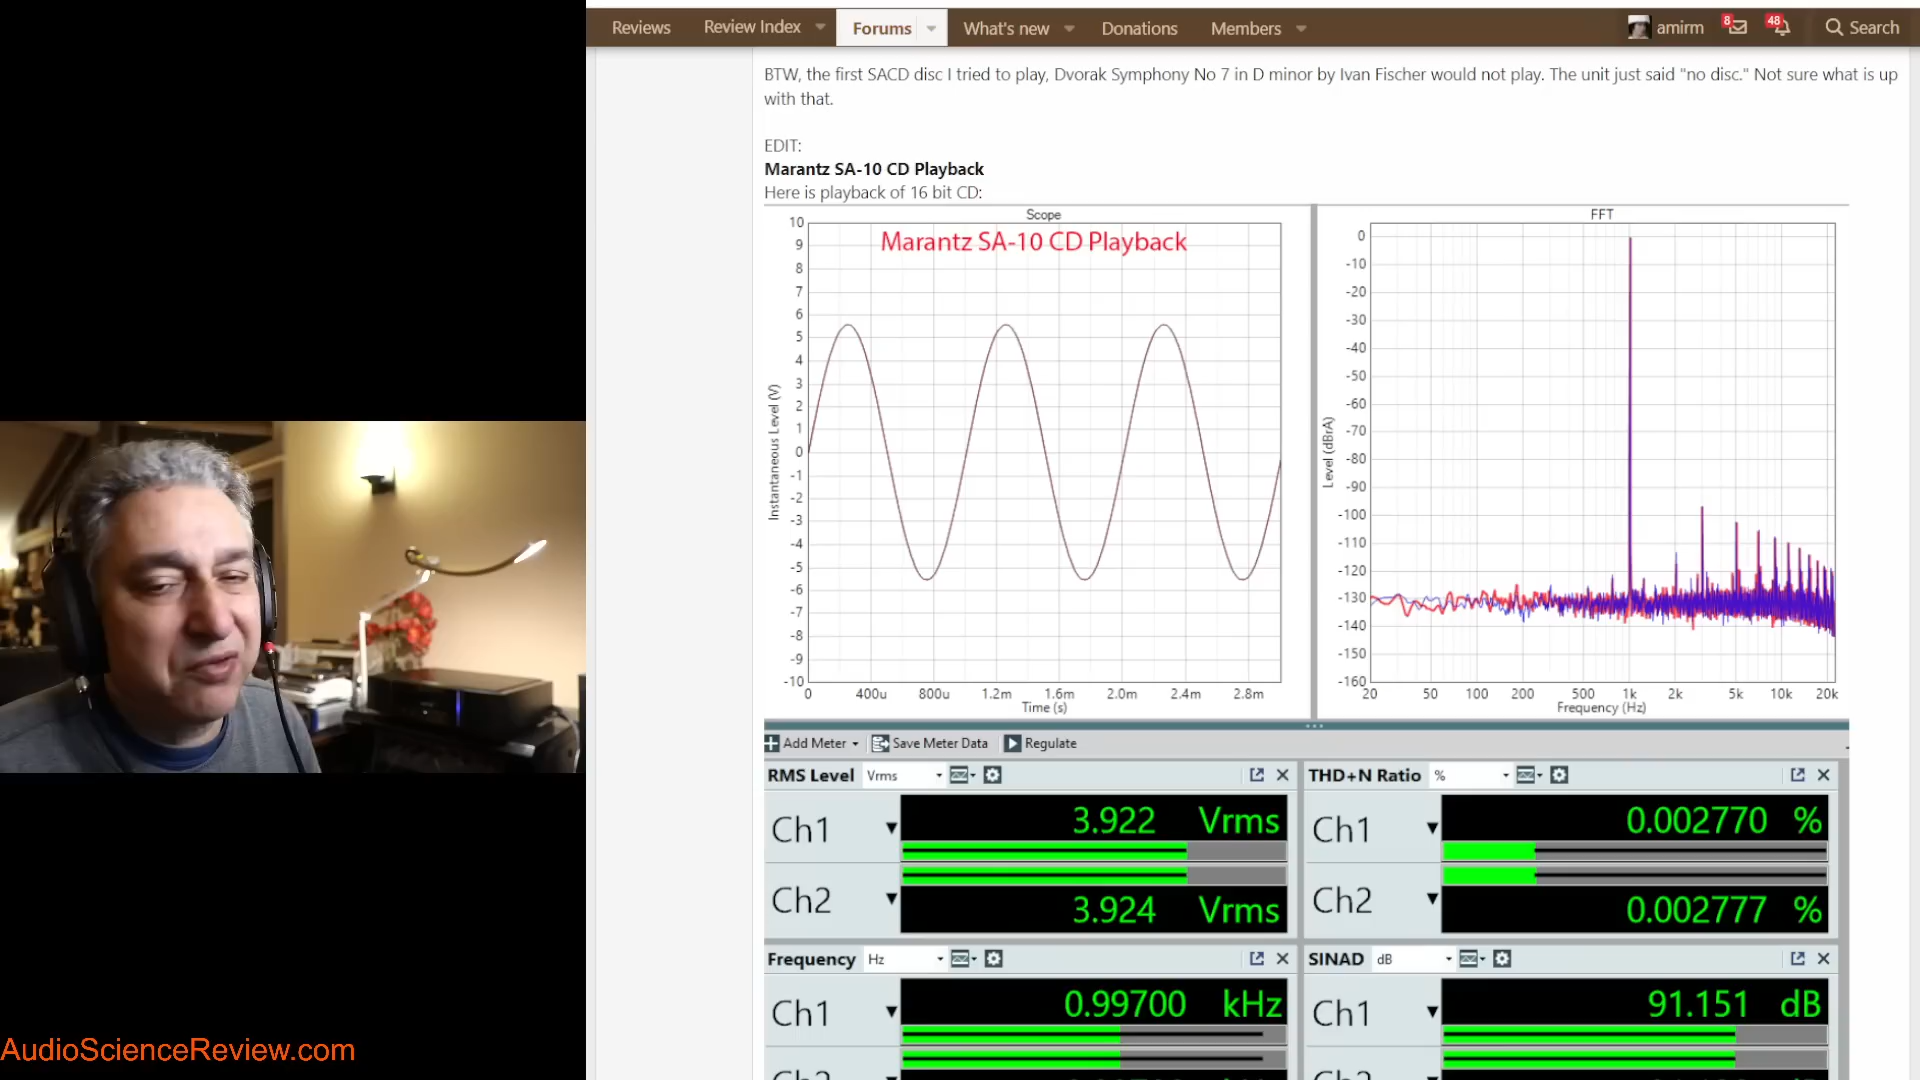 Reviews Review Index Forums What's new Donations Members amirm 8 48 Search
BTW, the first SACD disc I tried to play, Dvorak Symphony No 7 in D minor by Ivan Fischer would not play. The unit just said "no disc." Not sure what is up
with that.
EDIT:
Marantz SA-10 CD Playback
Here is playback of 16 bit CD:
Scope
Marantz SA-10 CD Playback
Instantaneous Level (V)
10
9
8
7
6
5
4
3
2
1
0
-1
-2
-3
-4
-5
-6
-7
-8
-9
-10
0 400u 800u 1.2m 1.6m 2.0m 2.4m 2.8m
Time (s)
FFT
Level (dBrA)
0
-10
-20
-30
-40
-50
-60
-70
-80
-90
-100
-110
-120
-130
-140
-150
-160
20 50 100 200 500 1k 2k 5k 10k 20k
Frequency (Hz)
Add Meter Save Meter Data Regulate
RMS Level Vrms
Ch1 3.922 Vrms
Ch2 3.924 Vrms
THD+N Ratio %
Ch1 0.002770 %
Ch2 0.002777 %
Frequency Hz
Ch1 0.99700 kHz
Ch2
SINAD dB
Ch1 91.151 dB
Ch2
AudioScienceReview.com